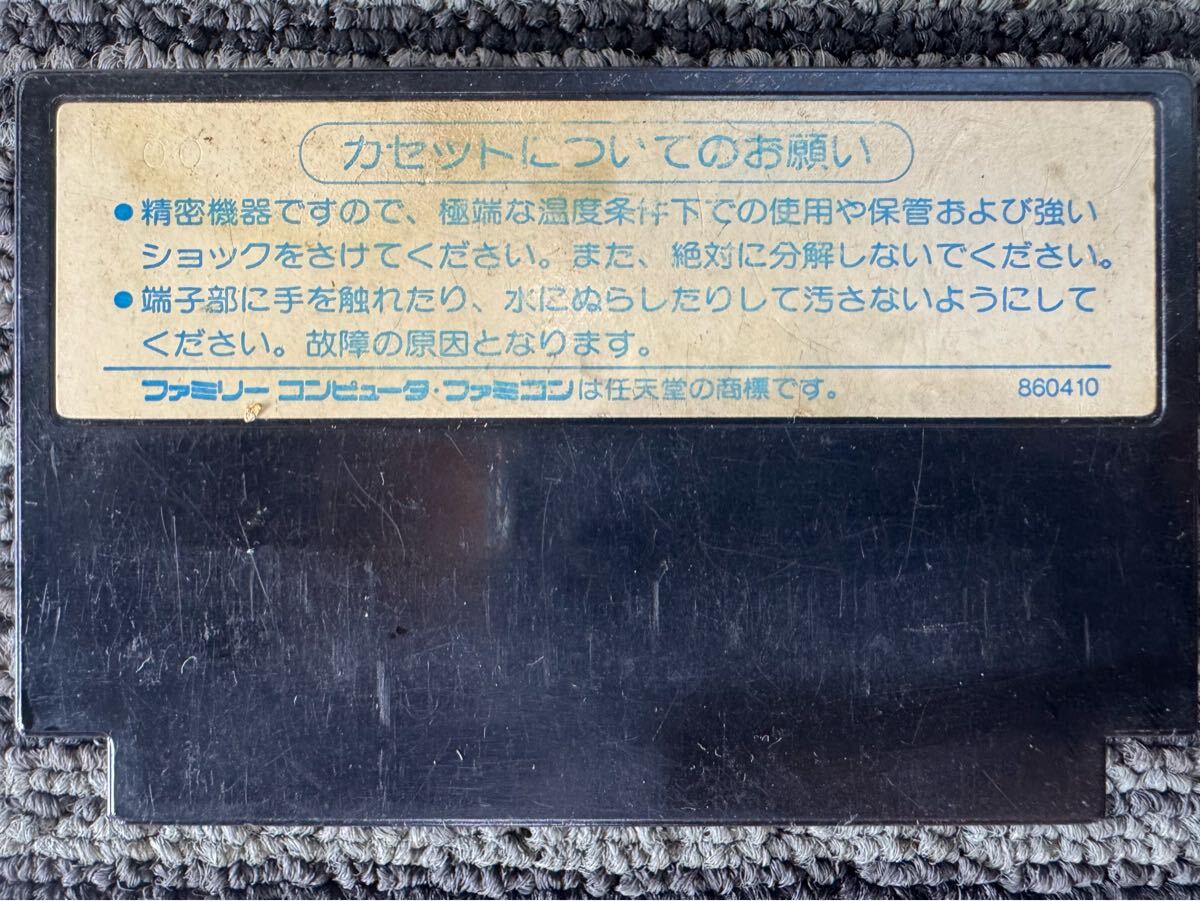 00
カセットについてのお願い
●精密機器ですので、極端な温度条件下での使用や保管および強い
ショックをさけてください。また、絶対に分解しないでください。
●端子部に手を触れたり、水にぬらしたりして汚さないようにして
ください。故障の原因となります。
ファミリーコンピュータ・ファミコンは任天堂の商標です。 860410